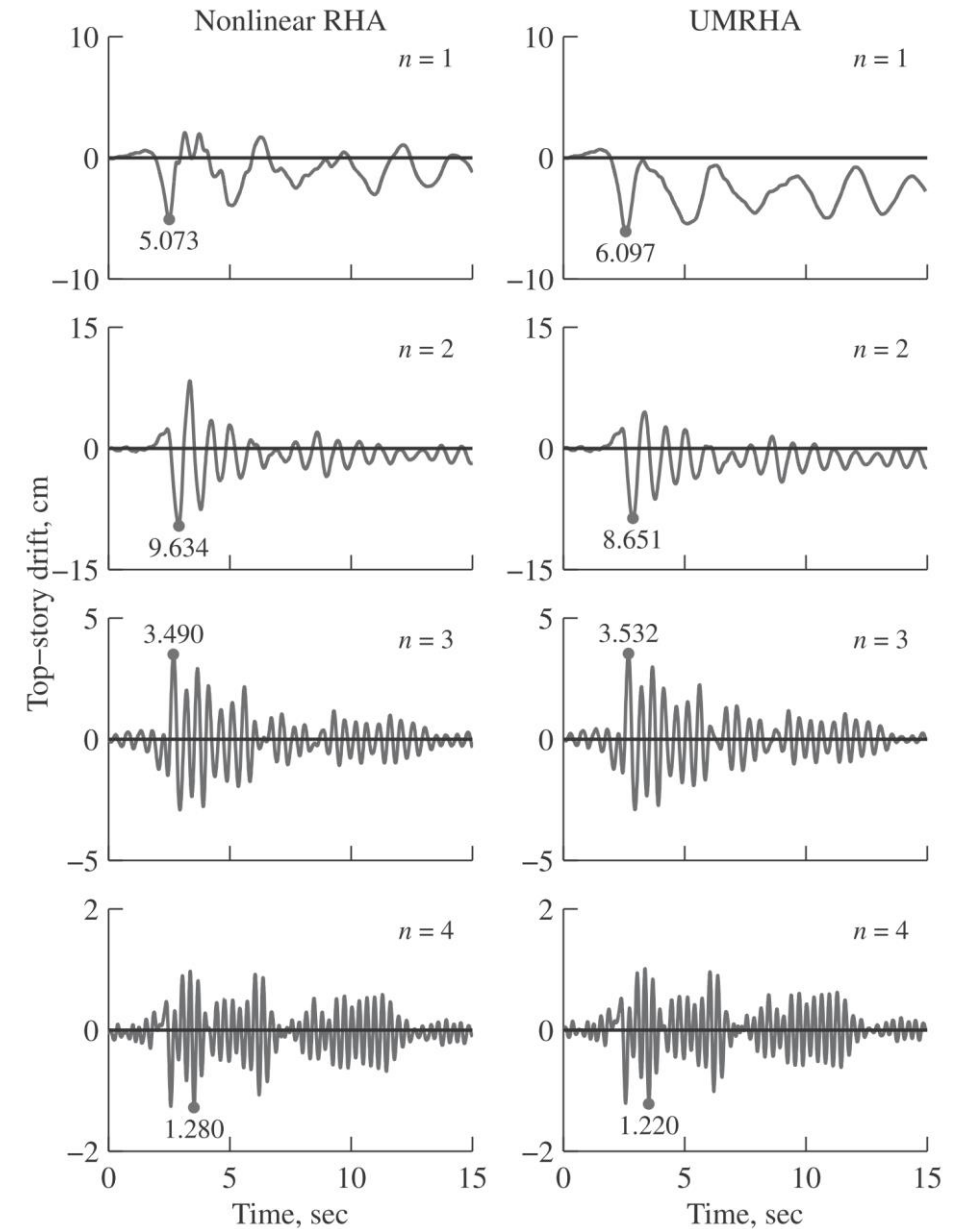 Nonlinear RHA
UMRHA
10
n = 1
0
5.073
−10
10
n = 1
0
6.097
−10
15
n = 2
0
9.634
−15
15
n = 2
0
8.651
−15
Top−story drift, cm
5
3.490
n = 3
0
−5
5
3.532
n = 3
0
−5
2
n = 4
0
1.280
−2
0 5 10 15
Time, sec
2
n = 4
0
1.220
−2
0 5 10 15
Time, sec